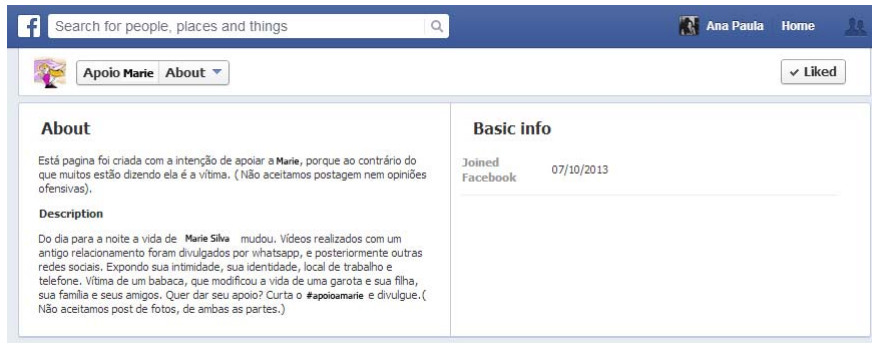 Search for people, places and things
Ana Paula
Home
Apoio Marie
About
Liked
About
Está pagina foi criada com a intenção de apoiar a Marie, porque ao contrário do
que muitos estão dizendo ela é a vítima. ( Não aceitamos postagem nem opiniões
ofensivas).
Description
Do dia para a noite a vida de Marie Silva mudou. Vídeos realizados com um
antigo relacionamento foram divulgados por whatsapp, e posteriormente outras
redes sociais. Expondo sua intimidade, sua identidade, local de trabalho e
telefone. Vítima de um babaca, que modificou a vida de uma garota e sua filha,
sua família e seus amigos. Quer dar seu apoio? Curta o #apoioamarie e divulgue.(
Não aceitamos post de fotos, de ambas as partes.)
Basic info
Joined
Facebook
07/10/2013